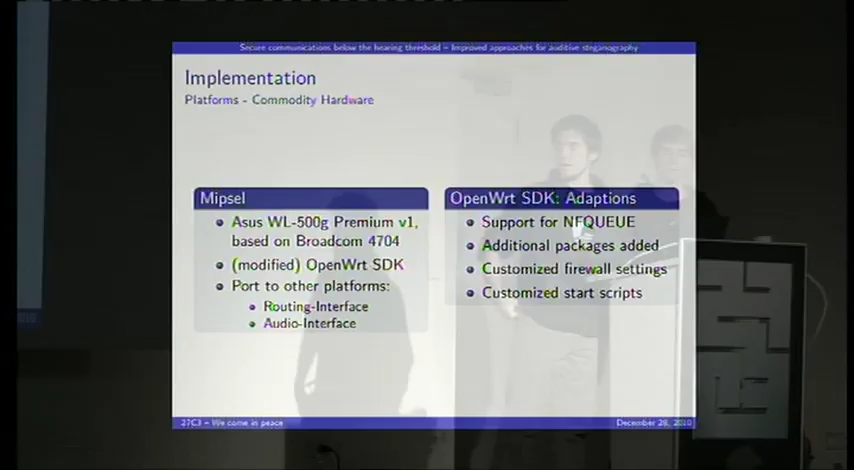 Secure communications below the hearing threshold – Improved approaches for auditive steganography
Implementation
Platforms - Commodity Hardware
Mipsel
Asus WL-500g Premium v1,
based on Broadcom 4704
(modified) OpenWrt SDK
Port to other platforms:
Routing-Interface
Audio-Interface
OpenWrt SDK: Adaptions
Support for NFQUEUE
Additional packages added
Customized firewall settings
Customized start scripts
27C3 – We come in peace
December 28, 2010